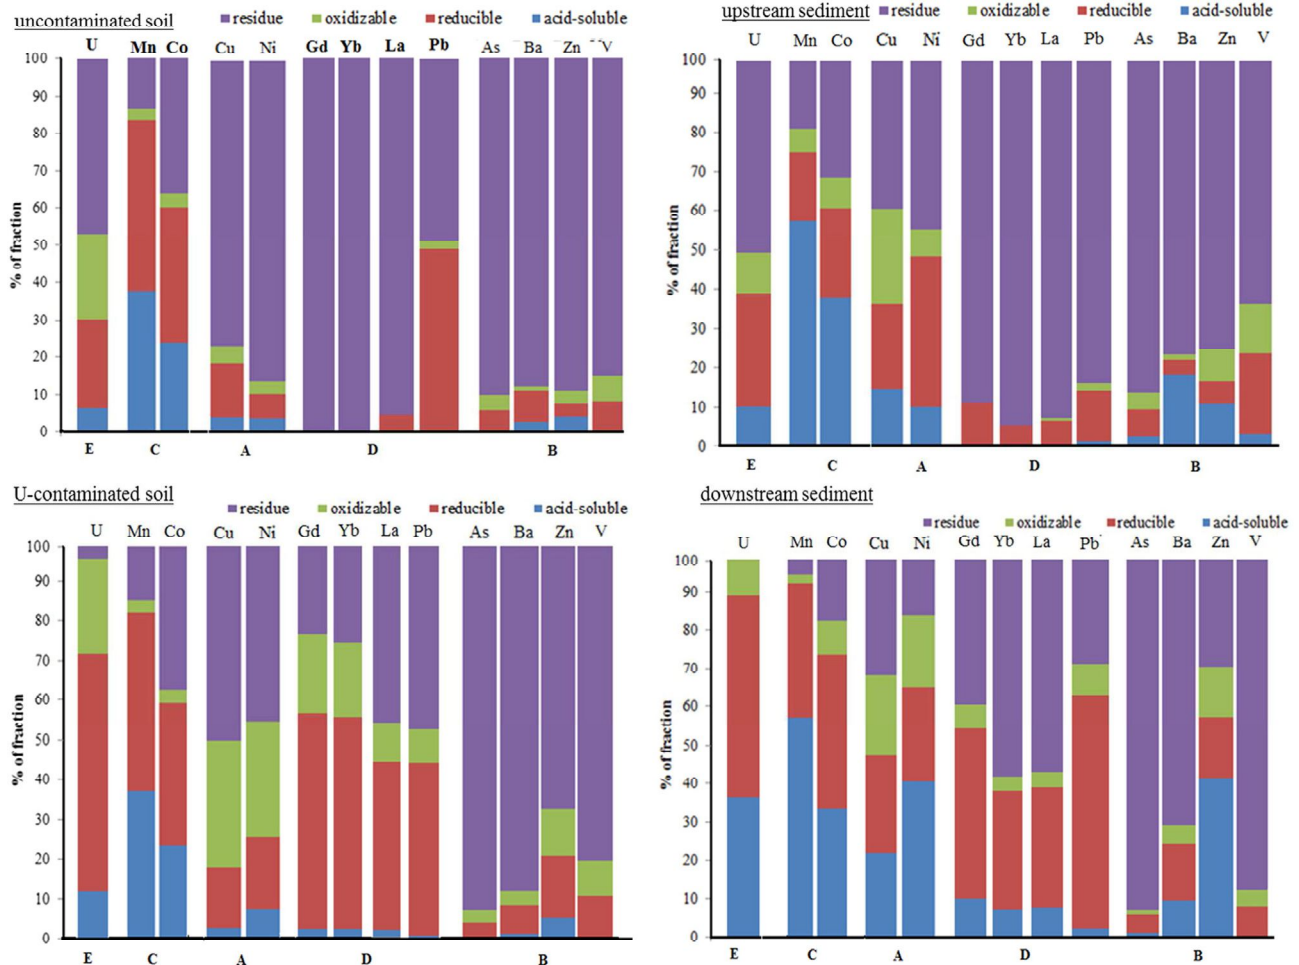 uncontaminated soil
residue oxidizable reducible acid-soluble
U Mn Co Cu Ni Gd Yb La Pb As Ba Zn V
100
90
80
70
60
50
40
30
20
10
0
% of fraction
E C A D B
upstream sediment
residue oxidizable reducible acid-soluble
U Mn Co Cu Ni Gd Yb La Pb As Ba Zn V
100
90
80
70
60
50
40
30
20
10
0
% of fraction
E C A D B
U-contaminated soil
residue oxidizable reducible acid-soluble
U Mn Co Cu Ni Gd Yb La Pb As Ba Zn V
100
90
80
70
60
50
40
30
20
10
0
% of fraction
E C A D B
downstream sediment
residue oxidizable reducible acid-soluble
U Mn Co Cu Ni Gd Yb La Pb As Ba Zn V
100
90
80
70
60
50
40
30
20
10
0
% of fraction
E C A D B